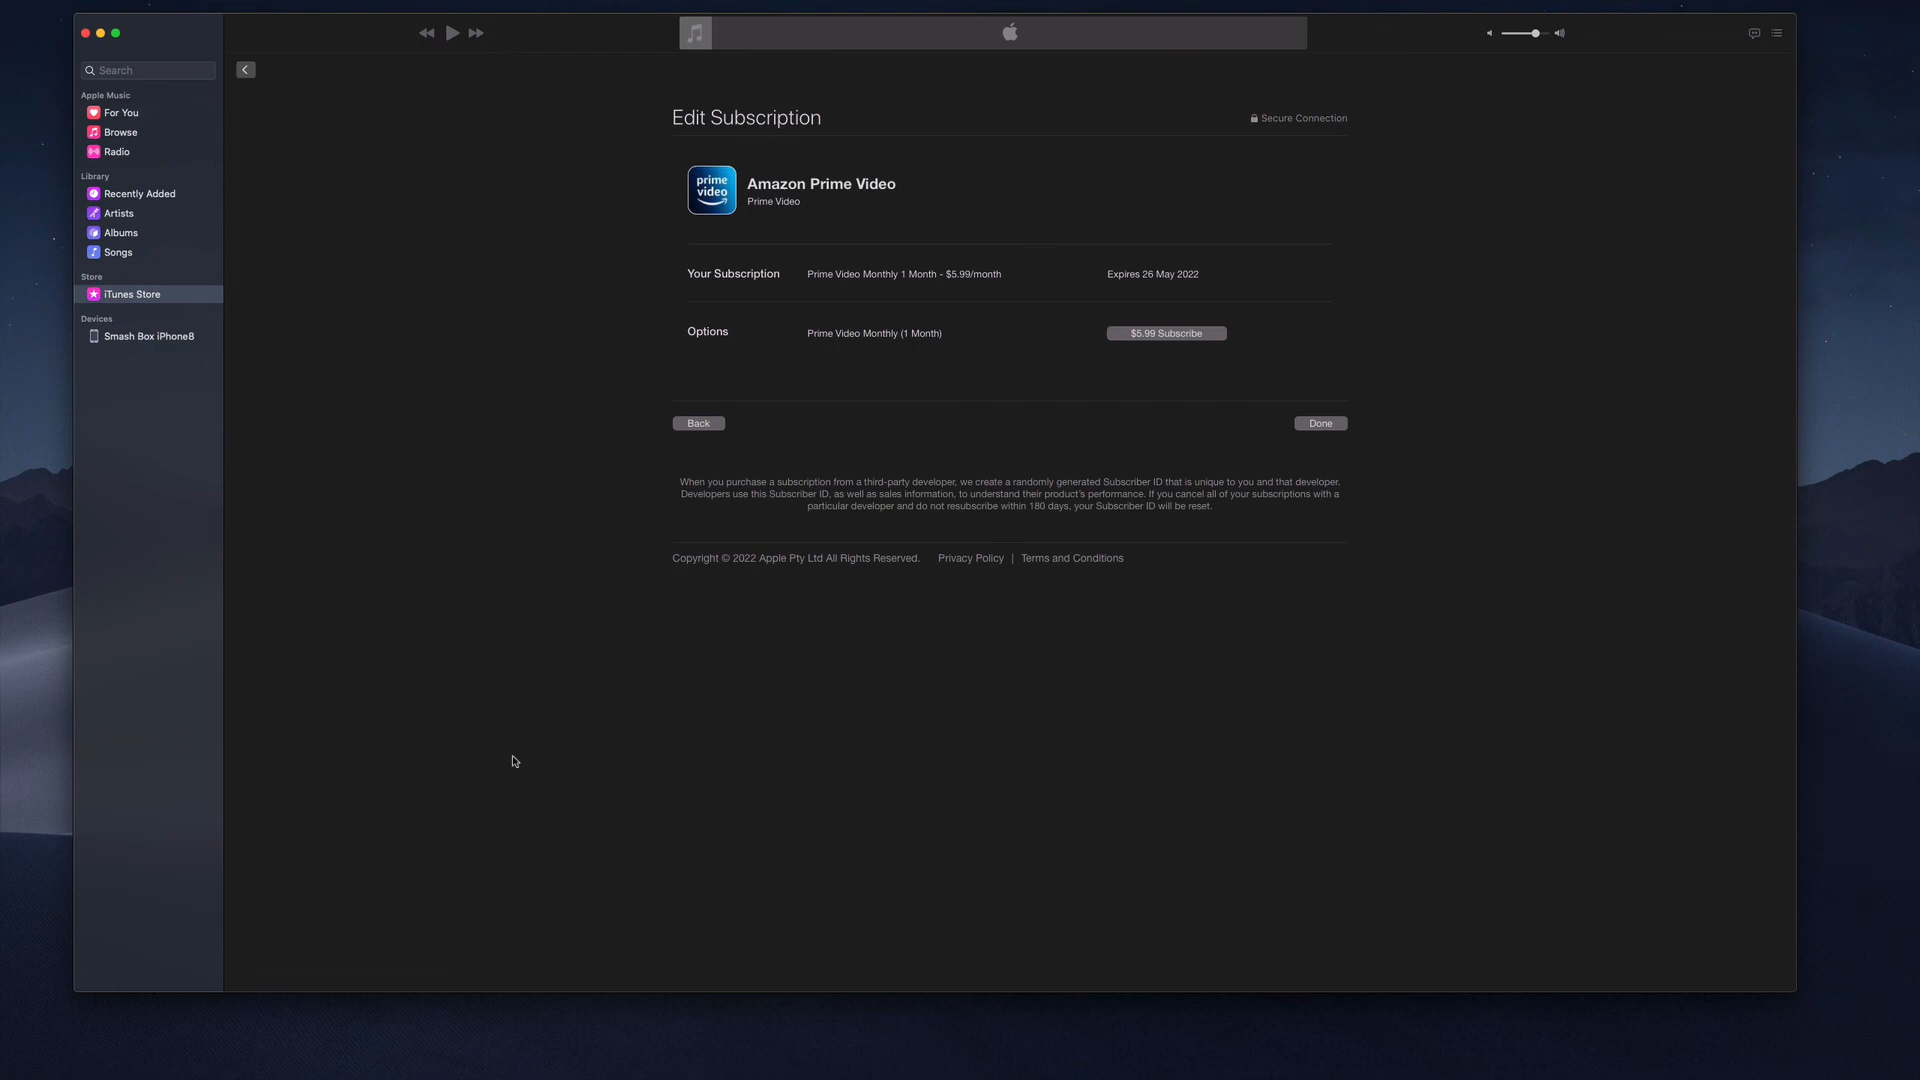 Search
Apple Music
For You
Browse
Radio
Library
Recently Added
Artists
Albums
Songs
Store
iTunes Store
Devices
Smash Box iPhone8
Edit Subscription
Secure Connection
prime
video
Amazon Prime Video
Prime Video
Your Subscription Prime Video Monthly 1 Month - $5.99/month Expires 26 May 2022
Options Prime Video Monthly (1 Month) $5.99 Subscribe
Back Done
When you purchase a subscription from a third-party developer, we create a randomly generated Subscriber ID that is unique to you and that developer.
Developers use this Subscriber ID, as well as sales information, to understand their product's performance. If you cancel all of your subscriptions with a
particular developer and do not resubscribe within 180 days, your Subscriber ID will be reset.
Copyright © 2022 Apple Pty Ltd All Rights Reserved. Privacy Policy | Terms and Conditions